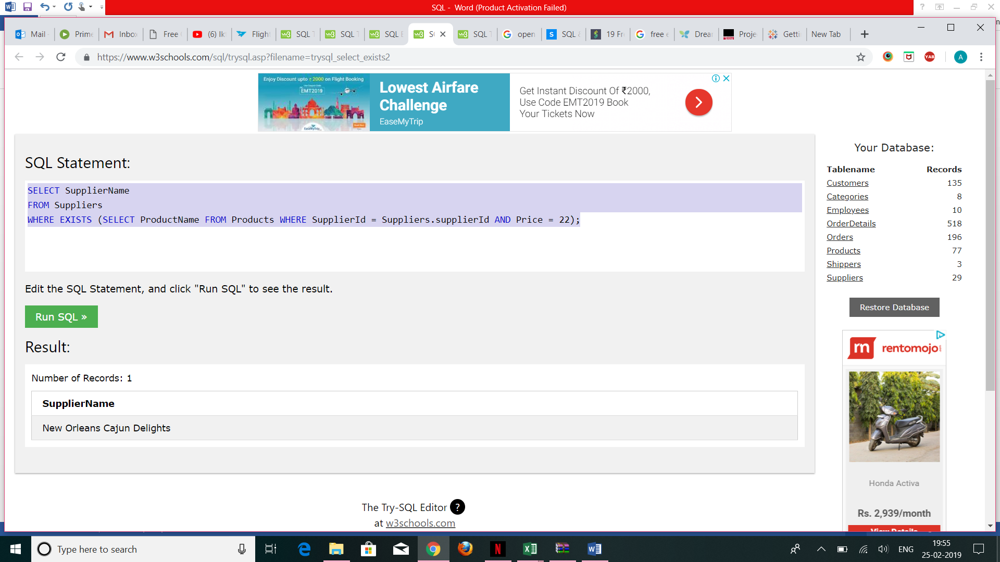 SQL - Word (Product Activation Failed)
Mail
Prime
Inbox
Free
(6) Ik
Flight
SQL T
SQL T
SQL E
SQL T
open
SQL
19 Fr
free e
Drea
Proje
Getti
New Tab
https://www.w3schools.com/sql/trysql.asp?filename=trysql_select_exists2
YAB
A
Enjoy Discount upto ₹2000 on Flight Booking
Use Coupon Code
EMT2019
EaseMyTrip
Lowest Airfare
Challenge
EaseMyTrip
Get Instant Discount Of ₹2000,
Use Code EMT2019 Book
Your Tickets Now
SQL Statement:
SELECT SupplierName
FROM Suppliers
WHERE EXISTS (SELECT ProductName FROM Products WHERE SupplierId = Suppliers.supplierId AND Price = 22);
Edit the SQL Statement, and click "Run SQL" to see the result.
Run SQL »
Result:
Number of Records: 1
SupplierName
New Orleans Cajun Delights
The Try-SQL Editor ?
at w3schools.com
Your Database:
Tablename Records
Customers 135
Categories 8
Employees 10
OrderDetails 518
Orders 196
Products 77
Shippers 3
Suppliers 29
Restore Database
rentomojo
Honda Activa
Rs. 2,939/month
View Details
Type here to search
ENG
19:55
25-02-2019